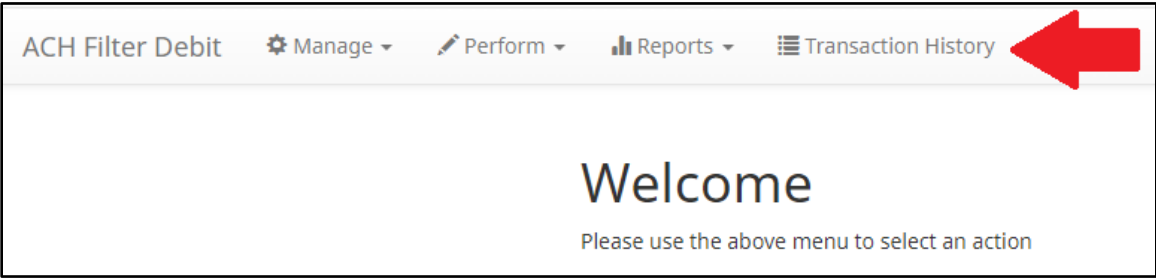 ACH Filter Debit Manage Perform Reports Transaction History
Welcome
Please use the above menu to select an action